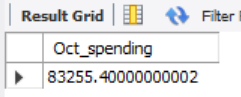 Result Grid Filter
Oct_spending
83255.40000000002